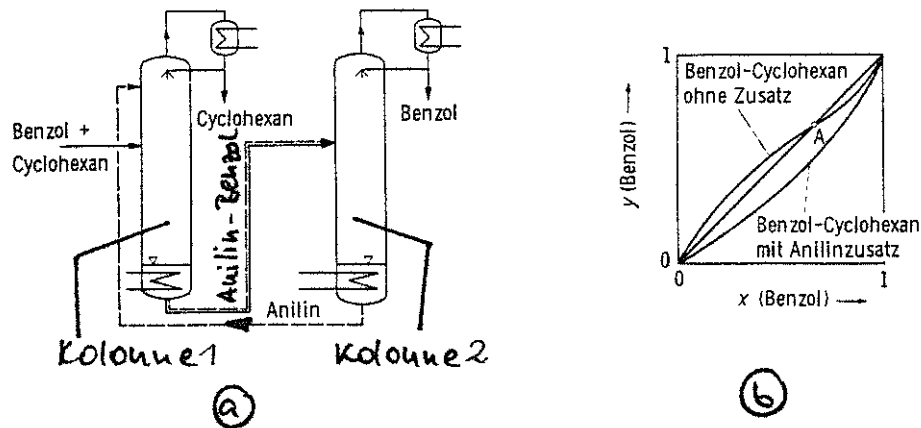 Benzol +
Cyclohexan
Cyclohexan
Anilin-Benzol
Benzol
Anilin
Kolonne 1
Kolonne 2
a
1
Benzol-Cyclohexan
ohne Zusatz
A
y (Benzol)
Benzol-Cyclohexan
mit Anilinzusatz
0
0
1
x (Benzol)
b